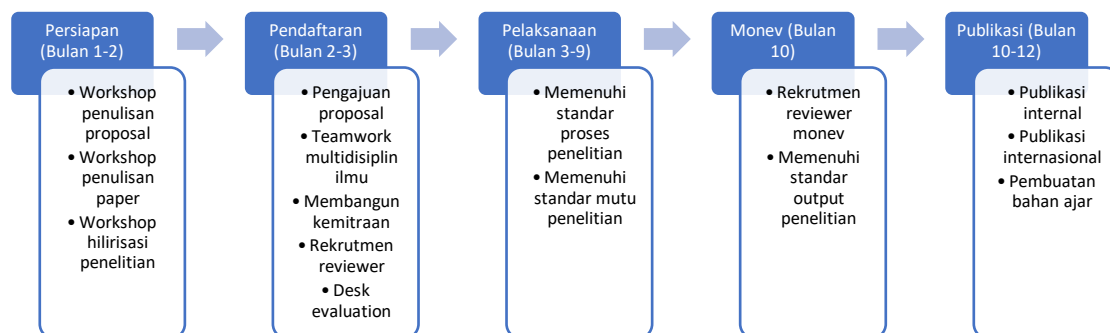 Persiapan
(Bulan 1-2)
• Workshop
penulisan
proposal
• Workshop
penulisan
paper
• Workshop
hilirisasi
penelitian
Pendaftaran
(Bulan 2-3)
• Pengajuan
proposal
• Teamwork
multidisiplin
ilmu
• Membangun
kemitraan
• Rekrutmen
reviewer
• Desk
evaluation
Pelaksanaan
(Bulan 3-9)
• Memenuhi
standar
proses
penelitian
• Memenuhi
standar mutu
penelitian
Monev (Bulan
10)
• Rekrutmen
reviewer
monev
• Memenuhi
standar
output
penelitian
Publikasi (Bulan
10-12)
• Publikasi
internal
• Publikasi
internasional
• Pembuatan
bahan ajar